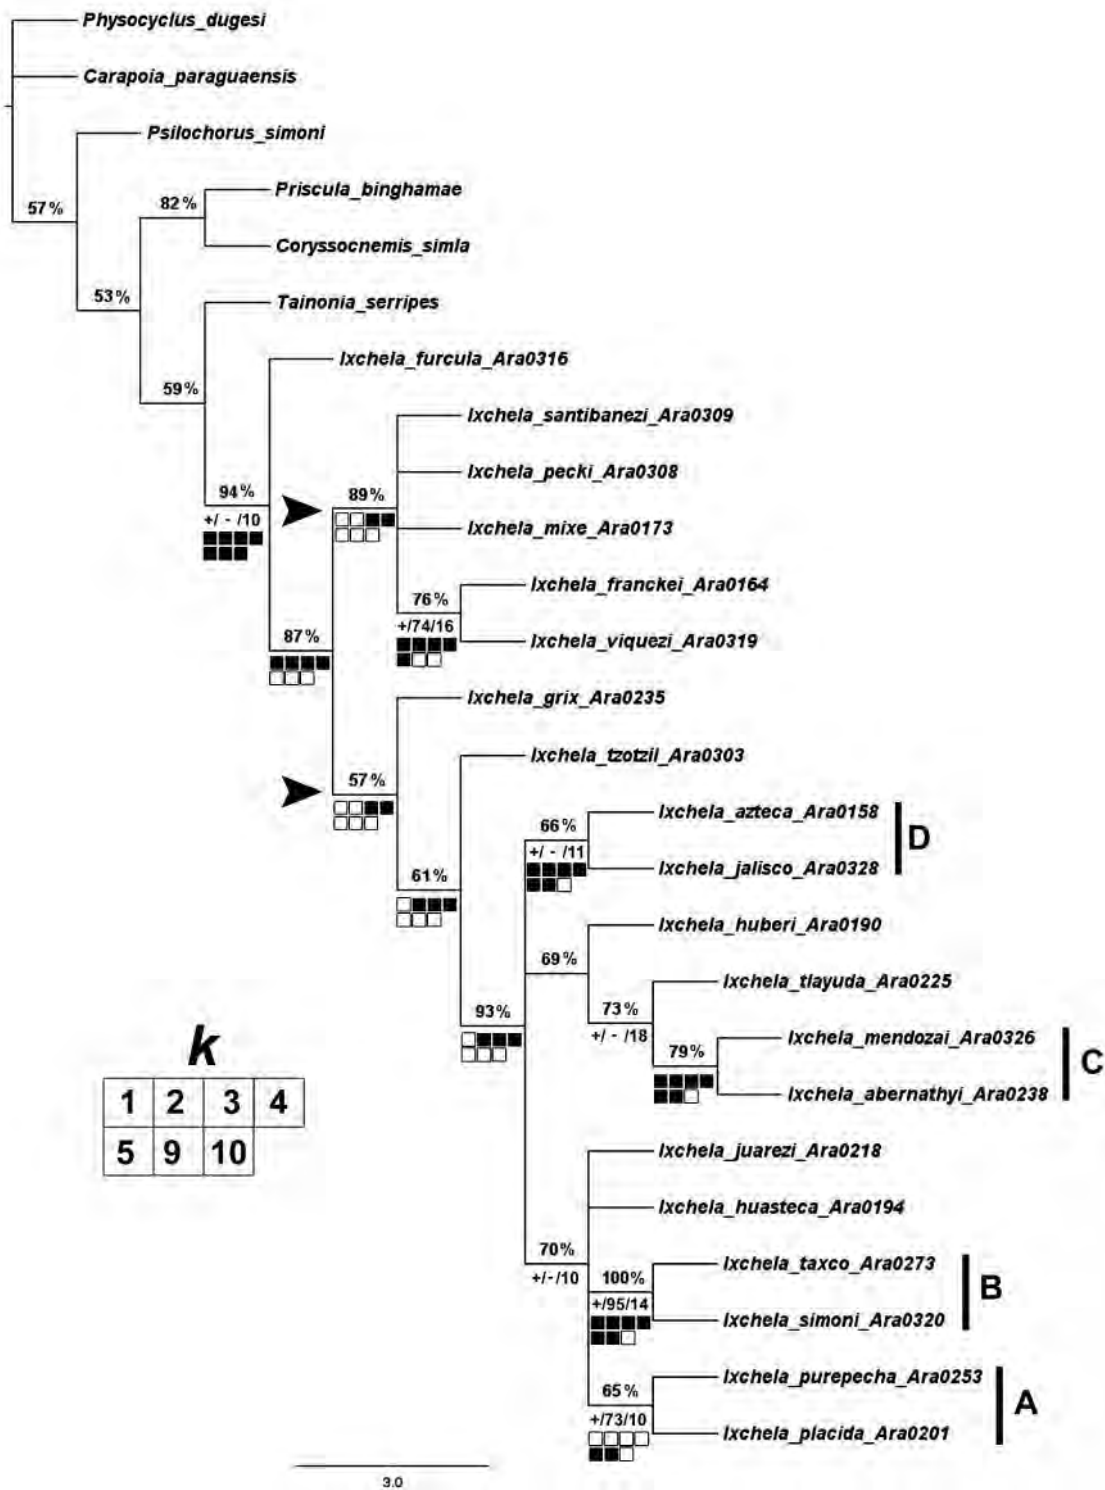 Physocyclus_dugesi
Carapoia_paraguaensis
Psilochorus_simoni
Priscula_binghamae
82%
57%
Coryssocnemis_simla
53%
Tainonia_serripes
Ixchela_furcula_Ara0316
59%
Ixchela_santibanezi_Ara0309
Ixchela_pecki_Ara0308
94%
89%
+/ - /10
Ixchela_mixe_Ara0173
Ixchela_franckei_Ara0164
76%
+/74/16
87%
Ixchela_viquezi_Ara0319
Ixchela_grix_Ara0235
Ixchela_tzotzil_Ara0303
57%
Ixchela_azteca_Ara0158
66%
D
+/ - /11
Ixchela_jalisco_Ara0328
61%
Ixchela_huberi_Ara0190
69%
Ixchela_tlayuda_Ara0225
93%
73%
+/ - /18
Ixchela_mendozai_Ara0326
79%
C
Ixchela_abernathyi_Ara0238
k
1 2 3 4
5 9 10
Ixchela_juarezi_Ara0218
Ixchela_huasteca_Ara0194
70%
+/-/10
Ixchela_taxco_Ara0273
100%
B
+/95/14
Ixchela_simoni_Ara0320
Ixchela_purepecha_Ara0253
65%
A
+/73/10
Ixchela_placida_Ara0201
3.0